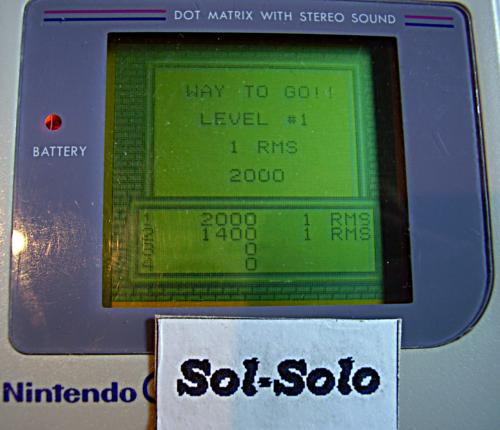 DOT MATRIX WITH STEREO SOUND
WAY TO GO!!
LEVEL #1
1 RMS
2000
BATTERY
1 2000 1 RMS
2 1400 1 RMS
3 0
4 0
Nintendo
Sol-Solo